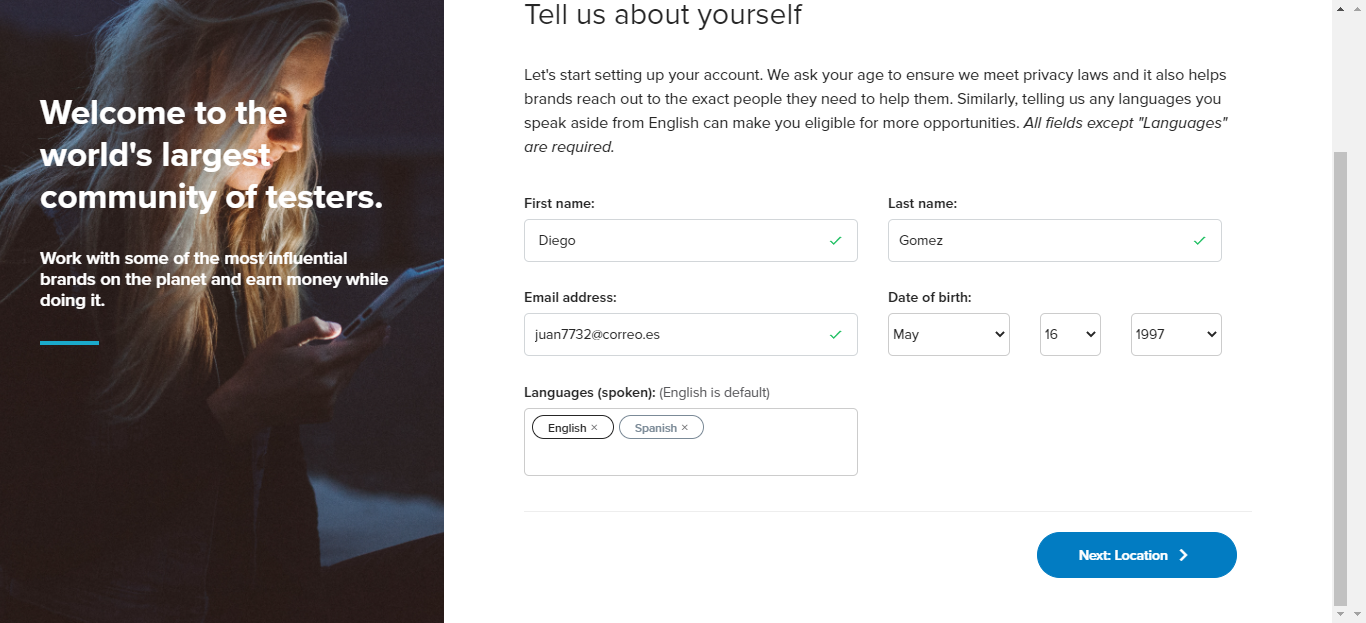 Welcome to the
world's largest
community of testers.
Work with some of the most influential
brands on the planet and earn money while
doing it.
Tell us about yourself
Let's start setting up your account. We ask your age to ensure we meet privacy laws and it also helps
brands reach out to the exact people they need to help them. Similarly, telling us any languages you
speak aside from English can make you eligible for more opportunities. All fields except "Languages"
are required.
First name:
Last name:
Diego
Gomez
Email address:
Date of birth:
juan7732@correo.es
May
16
1997
Languages (spoken): (English is default)
English ×
Spanish ×
Next: Location